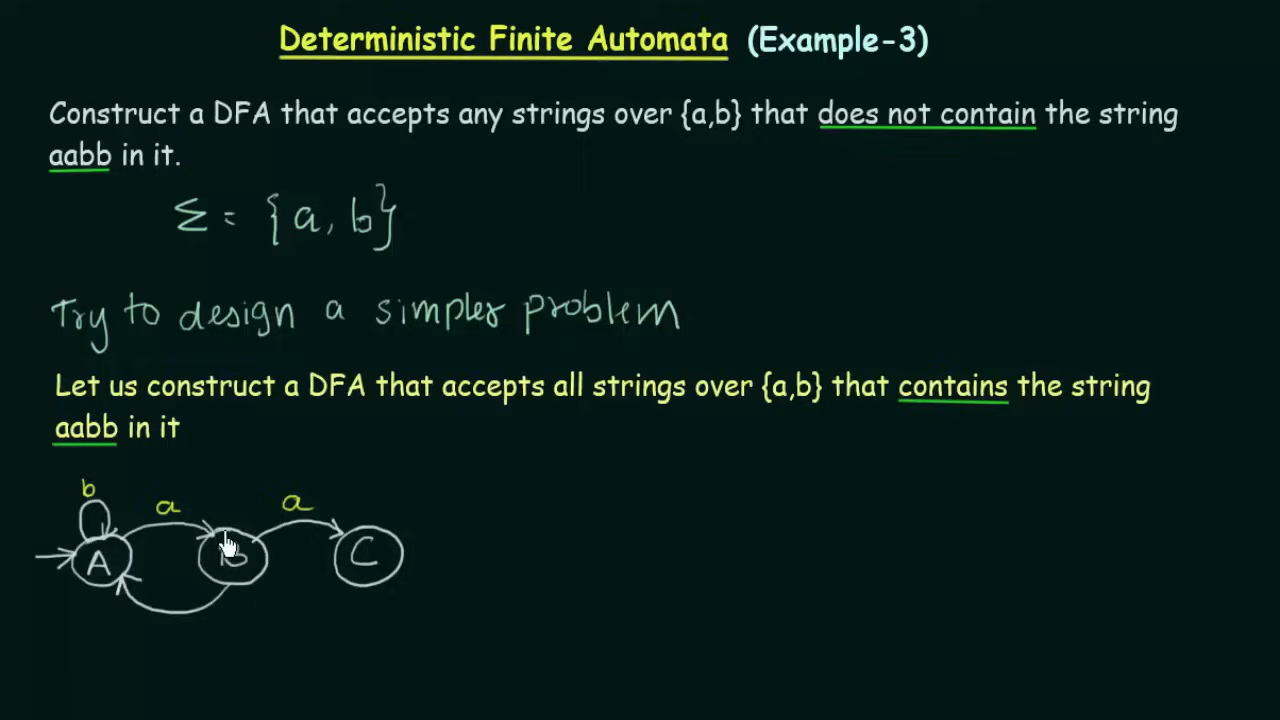 Deterministic Finite Automata (Example-3)
Construct a DFA that accepts any strings over {a,b} that does not contain the string
aabb in it.
Σ = {a, b}
Try to design a simpler problem
Let us construct a DFA that accepts all strings over {a,b} that contains the string
aabb in it
b
a a
A B C